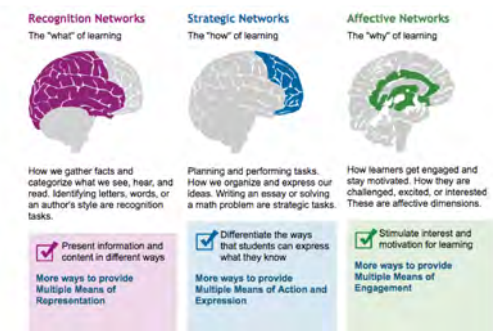 Recognition Networks
The "what" of learning
How we gather facts and
categorize what we see, hear, and
read. Identifying letters, words, or
an author's style are recognition
tasks.
Present information and
content in different ways
More ways to provide
Multiple Means of
Representation
Strategic Networks
The "how" of learning
Planning and performing tasks.
How we organize and express our
ideas. Writing an essay or solving
a math problem are strategic tasks.
Differentiate the ways
that students can express
what they know
More ways to provide
Multiple Means of Action and
Expression
Affective Networks
The "why" of learning
How learners get engaged and
stay motivated. How they are
challenged, excited, or interested
These are affective dimensions.
Stimulate interest and
motivation for learning
More ways to provide
Multiple Means of
Engagement